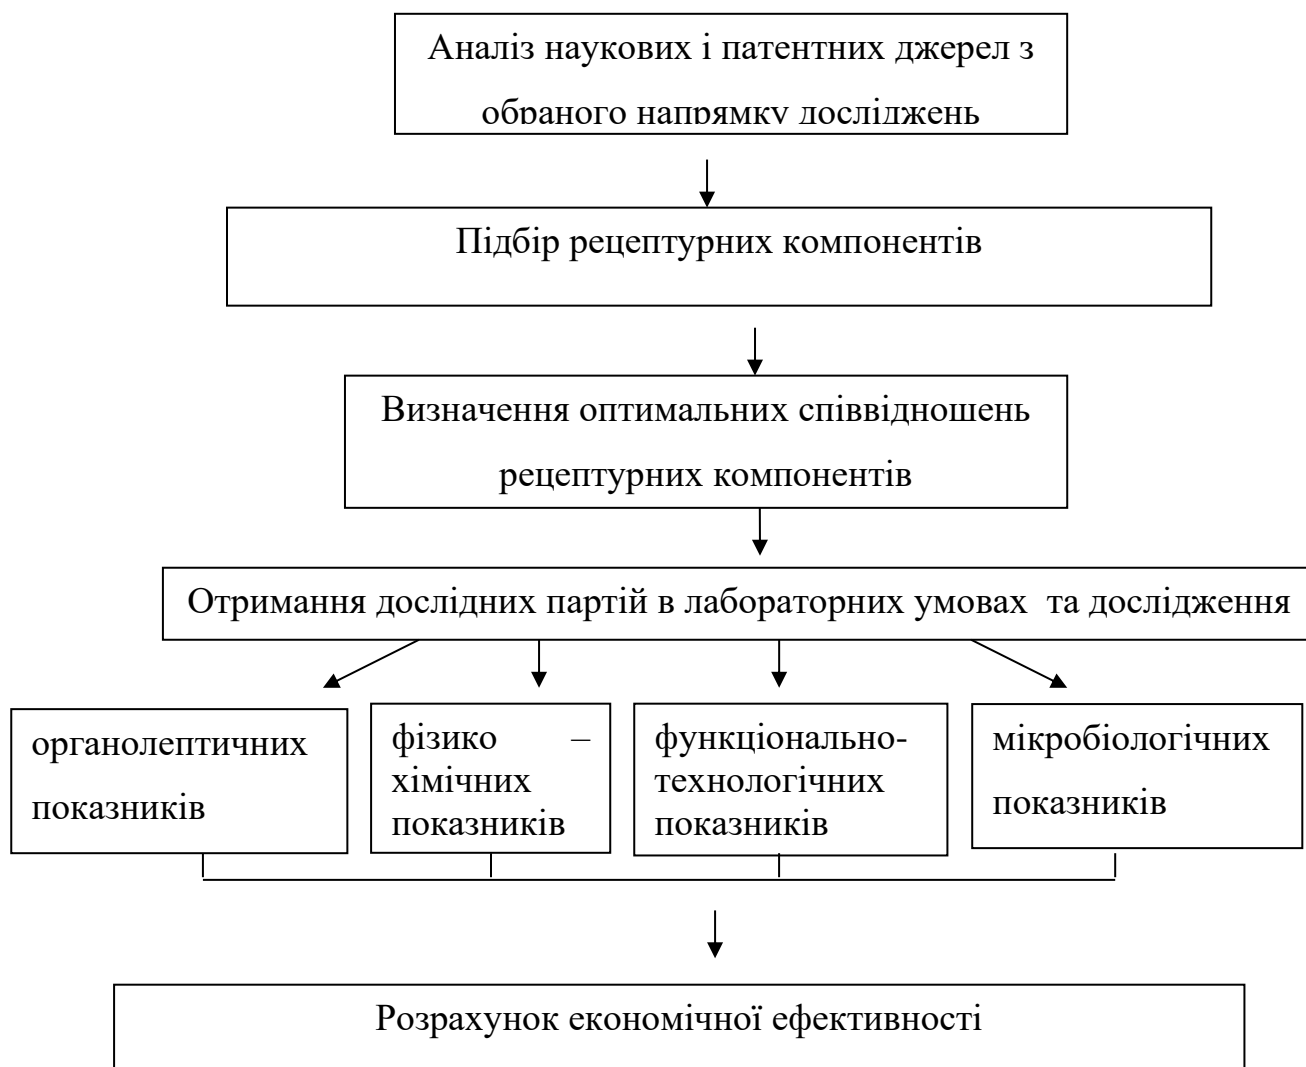 Аналіз наукових і патентних джерел з
обраного напрямку досліджень
Підбір рецептурних компонентів
Визначення оптимальних співвідношень
рецептурних компонентів
Отримання дослідних партій в лабораторних умовах та дослідження
органолептичних
показників
фізико –
хімічних
показників
функціонально-
технологічних
показників
мікробіологічних
показників
Розрахунок економічної ефективності